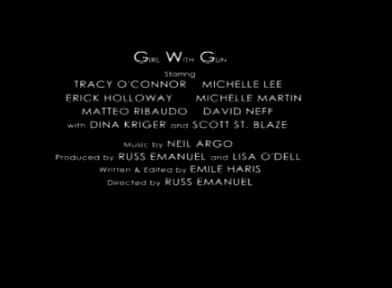 Girl With Gun
Starring
TRACY O'CONNOR MICHELLE LEE
ERICK HOLLOWAY MICHELLE MARTIN
MATTEO RIBAUDO DAVID NEFF
with DINA KRIGER and SCOTT ST. BLAZE
Music by NEIL ARGO
Produced by RUSS EMANUEL and LISA O'DELL
Written & Edited by EMILE HARIS
Directed by RUSS EMANUEL